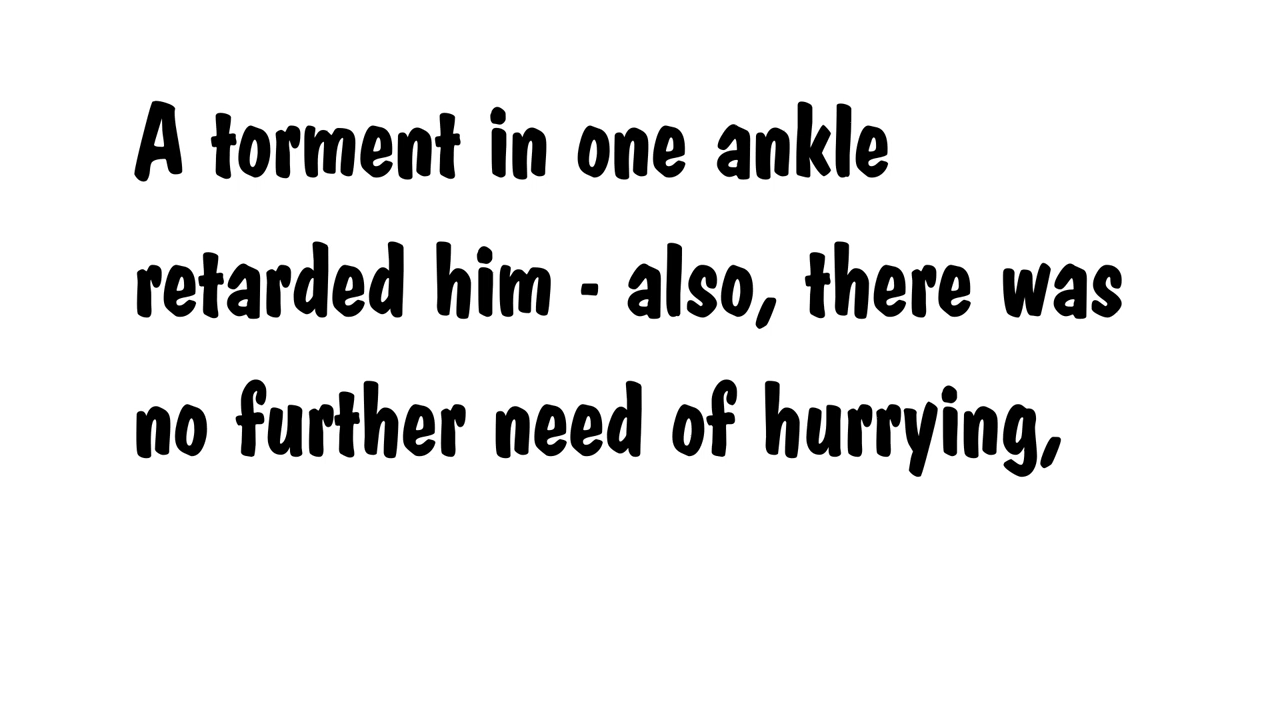 A torment in one ankle
retarded him - also, there was
no further need of hurrying,